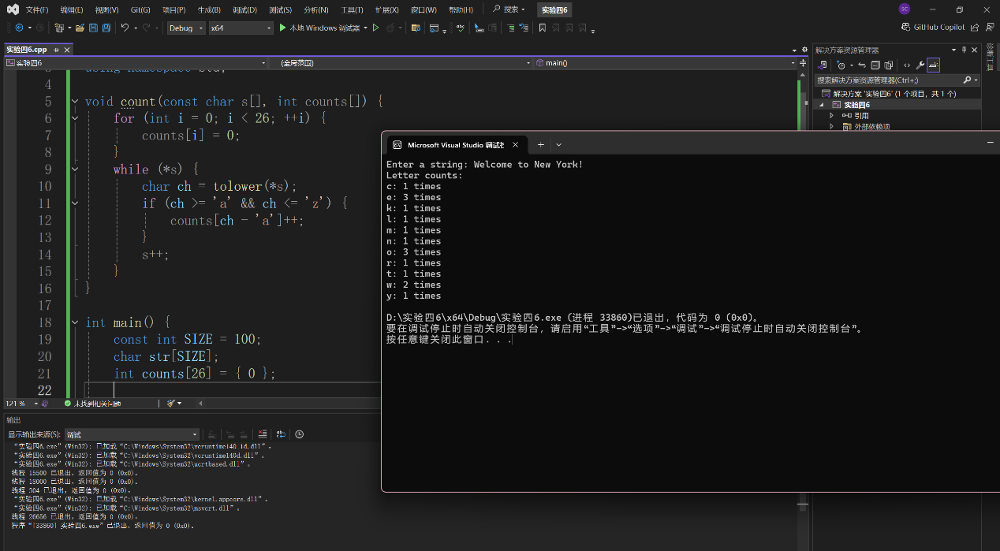 文件(F) 编辑(E) 视图(V) Git(G) 项目(P) 生成(B) 调试(D) 测试(S) 分析(N) 工具(T) 扩展(X) 窗口(W) 帮助(H) 搜索 实验四6 SC
Debug x64 本地 Windows 调试器 GitHub Copilot
实验四6.cpp
实验四6 (全局范围) main()
using namespace std;
4
5 void count(const char s[], int counts[]) {
6 for (int i = 0; i < 26; ++i) {
7 counts[i] = 0;
8 }
9 while (*s) {
10 char ch = tolower(*s);
11 if (ch >= 'a' && ch <= 'z') {
12 counts[ch - 'a']++;
13 }
14 s++;
15 }
16 }
17
18 int main() {
19 const int SIZE = 100;
20 char str[SIZE];
21 int counts[26] = { 0 };
22
121 % 未找到相关问题
输出
显示输出来源(S): 调试
“实验四6.exe”(Win32): 已加载“C:\Windows\System32\vcruntime140_1d.dll”。
“实验四6.exe”(Win32): 已加载“C:\Windows\System32\vcruntime140d.dll”。
“实验四6.exe”(Win32): 已加载“C:\Windows\System32\ucrtbased.dll”。
线程 15500 已退出，返回值为 0 (0x0)。
线程 18000 已退出，返回值为 0 (0x0)。
线程 304 已退出，返回值为 0 (0x0)。
“实验四6.exe”(Win32): 已加载“C:\Windows\System32\kernel.appcore.dll”。
“实验四6.exe”(Win32): 已加载“C:\Windows\System32\msvcrt.dll”。
线程 26656 已退出，返回值为 0 (0x0)。
程序“[33860] 实验四6.exe”已退出，返回值为 0 (0x0)。
Microsoft Visual Studio 调试
Enter a string: Welcome to New York!
Letter counts:
c: 1 times
e: 3 times
k: 1 times
l: 1 times
m: 1 times
n: 1 times
o: 3 times
r: 1 times
t: 1 times
w: 2 times
y: 1 times
D:\实验四6\x64\Debug\实验四6.exe (进程 33860)已退出，代码为 0 (0x0)。
要在调试停止时自动关闭控制台，请启用“工具”->“选项”->“调试”->“调试停止时自动关闭控制台”。
按任意键关闭此窗口. . .
解决方案资源管理器
搜索解决方案资源管理器(Ctrl+;)
解决方案 '实验四6' (1 个项目，共 1 个)
实验四6
引用
外部依赖项
诊断工具